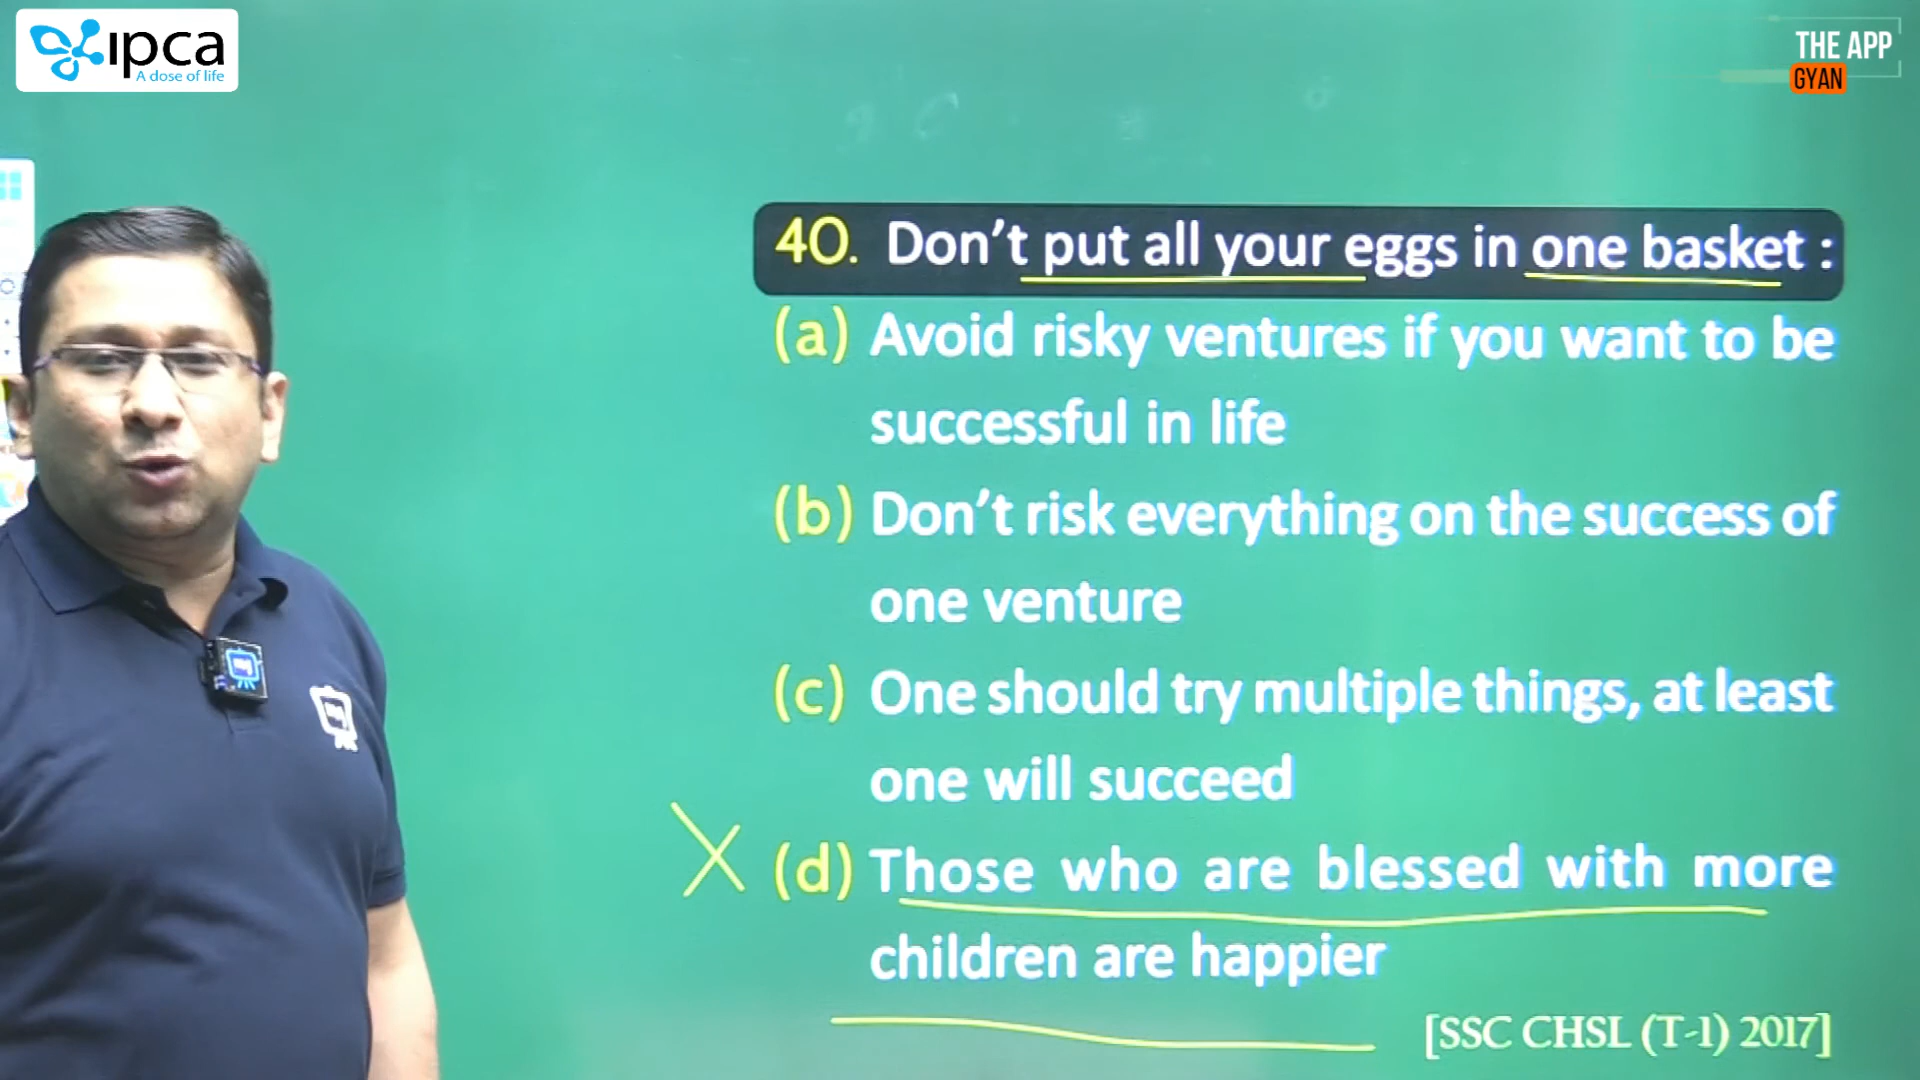 ipca
A dose of life
THE APP
GYAN
40. Don't put all your eggs in one basket :
(a) Avoid risky ventures if you want to be
successful in life
(b) Don't risk everything on the success of
one venture
(c) One should try multiple things, at least
one will succeed
(d) Those who are blessed with more
children are happier
[SSC CHSL (T-1) 2017]